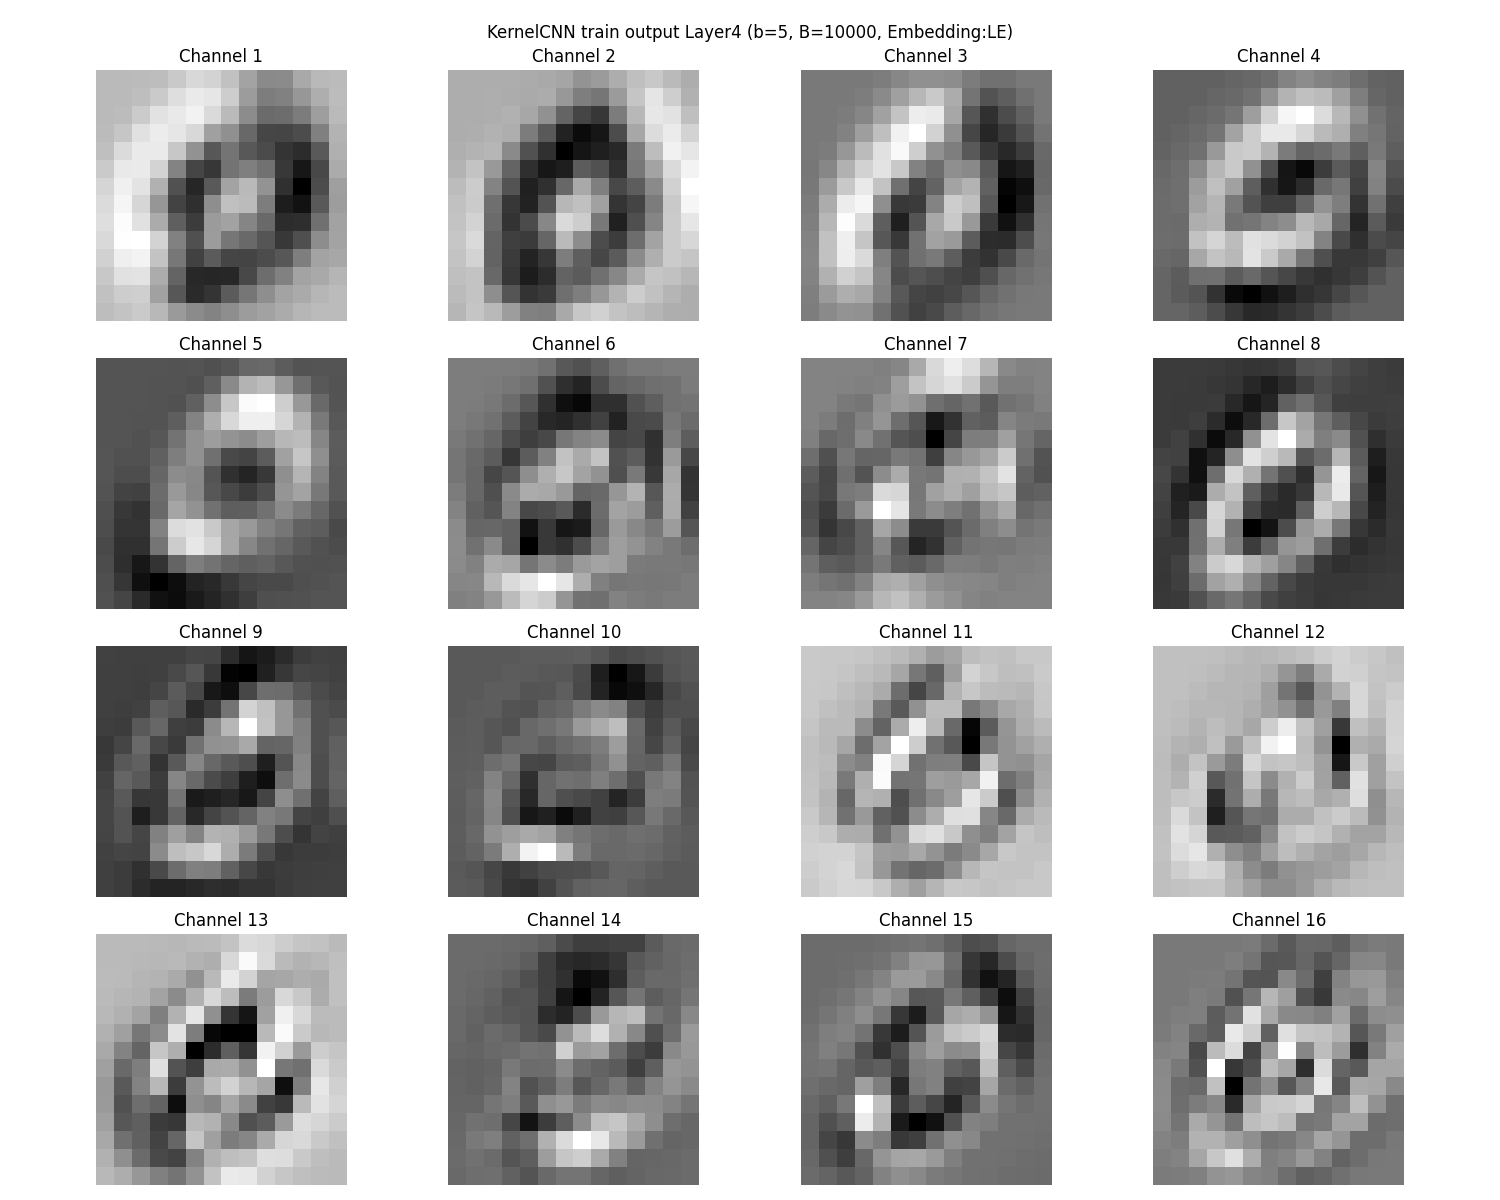 KernelCNN train output Layer4 (b=5, B=10000, Embedding:LE)
Channel 1 Channel 2 Channel 3 Channel 4
Channel 5 Channel 6 Channel 7 Channel 8
Channel 9 Channel 10 Channel 11 Channel 12
Channel 13 Channel 14 Channel 15 Channel 16